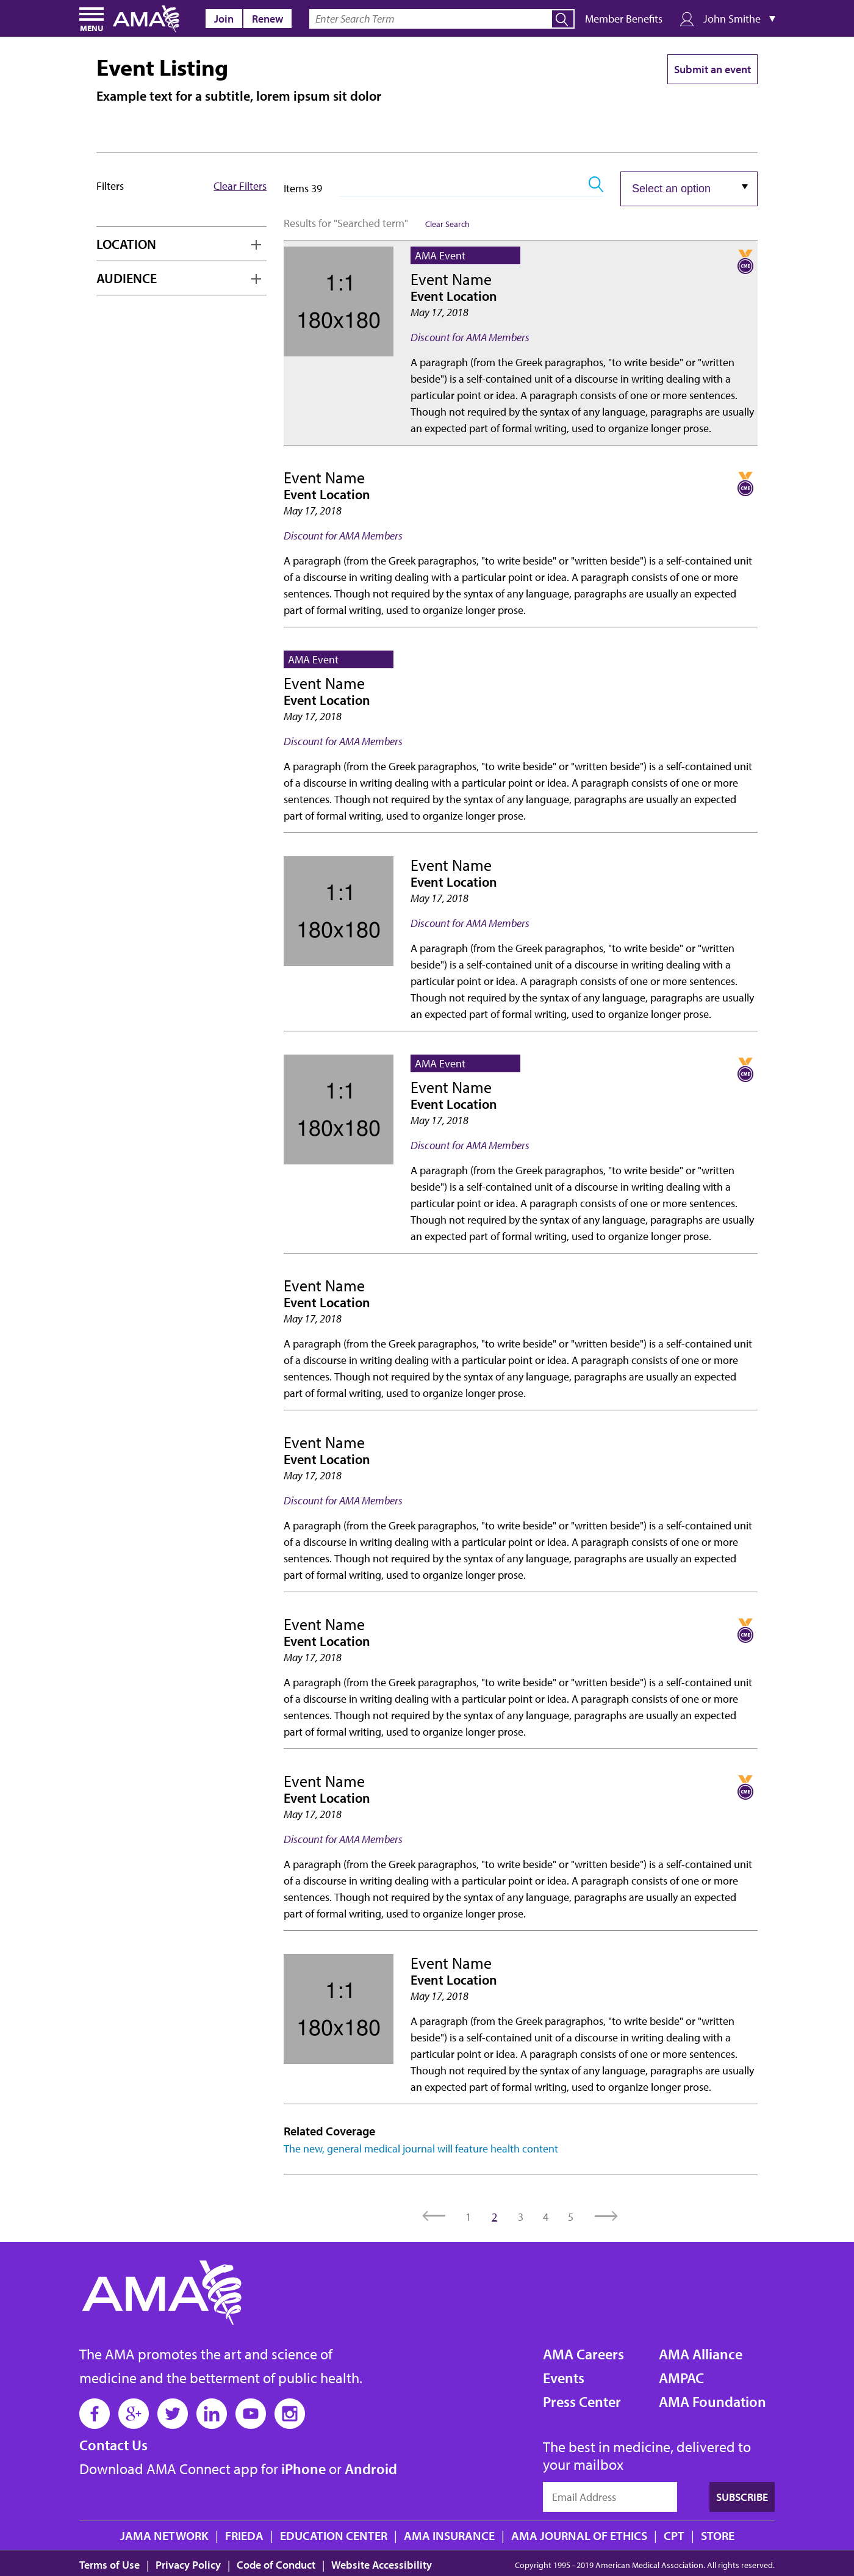 MENU
AMA
Join
Renew
Enter Search Term
Member Benefits
John Smithe
Event Listing
Submit an event
Example text for a subtitle, lorem ipsum sit dolor
Filters
Clear Filters
LOCATION
AUDIENCE
Items 39
Select an option
Results for "Searched term"
Clear Search
1:1
180x180
AMA Event
CME
Event Name
Event Location
May 17, 2018
Discount for AMA Members
A paragraph (from the Greek paragraphos, "to write beside" or "written
beside") is a self-contained unit of a discourse in writing dealing with a
particular point or idea. A paragraph consists of one or more sentences.
Though not required by the syntax of any language, paragraphs are usually
an expected part of formal writing, used to organize longer prose.
Event Name
CME
Event Location
May 17, 2018
Discount for AMA Members
A paragraph (from the Greek paragraphos, "to write beside" or "written beside") is a self-contained unit
of a discourse in writing dealing with a particular point or idea. A paragraph consists of one or more
sentences. Though not required by the syntax of any language, paragraphs are usually an expected
part of formal writing, used to organize longer prose.
AMA Event
Event Name
Event Location
May 17, 2018
Discount for AMA Members
A paragraph (from the Greek paragraphos, "to write beside" or "written beside") is a self-contained unit
of a discourse in writing dealing with a particular point or idea. A paragraph consists of one or more
sentences. Though not required by the syntax of any language, paragraphs are usually an expected
part of formal writing, used to organize longer prose.
1:1
180x180
Event Name
Event Location
May 17, 2018
Discount for AMA Members
A paragraph (from the Greek paragraphos, "to write beside" or "written
beside") is a self-contained unit of a discourse in writing dealing with a
particular point or idea. A paragraph consists of one or more sentences.
Though not required by the syntax of any language, paragraphs are usually
an expected part of formal writing, used to organize longer prose.
1:1
180x180
AMA Event
CME
Event Name
Event Location
May 17, 2018
Discount for AMA Members
A paragraph (from the Greek paragraphos, "to write beside" or "written
beside") is a self-contained unit of a discourse in writing dealing with a
particular point or idea. A paragraph consists of one or more sentences.
Though not required by the syntax of any language, paragraphs are usually
an expected part of formal writing, used to organize longer prose.
Event Name
Event Location
May 17, 2018
A paragraph (from the Greek paragraphos, "to write beside" or "written beside") is a self-contained unit
of a discourse in writing dealing with a particular point or idea. A paragraph consists of one or more
sentences. Though not required by the syntax of any language, paragraphs are usually an expected
part of formal writing, used to organize longer prose.
Event Name
Event Location
May 17, 2018
Discount for AMA Members
A paragraph (from the Greek paragraphos, "to write beside" or "written beside") is a self-contained unit
of a discourse in writing dealing with a particular point or idea. A paragraph consists of one or more
sentences. Though not required by the syntax of any language, paragraphs are usually an expected
part of formal writing, used to organize longer prose.
Event Name
CME
Event Location
May 17, 2018
A paragraph (from the Greek paragraphos, "to write beside" or "written beside") is a self-contained unit
of a discourse in writing dealing with a particular point or idea. A paragraph consists of one or more
sentences. Though not required by the syntax of any language, paragraphs are usually an expected
part of formal writing, used to organize longer prose.
Event Name
CME
Event Location
May 17, 2018
Discount for AMA Members
A paragraph (from the Greek paragraphos, "to write beside" or "written beside") is a self-contained unit
of a discourse in writing dealing with a particular point or idea. A paragraph consists of one or more
sentences. Though not required by the syntax of any language, paragraphs are usually an expected
part of formal writing, used to organize longer prose.
1:1
180x180
Event Name
Event Location
May 17, 2018
A paragraph (from the Greek paragraphos, "to write beside" or "written
beside") is a self-contained unit of a discourse in writing dealing with a
particular point or idea. A paragraph consists of one or more sentences.
Though not required by the syntax of any language, paragraphs are usually
an expected part of formal writing, used to organize longer prose.
Related Coverage
The new, general medical journal will feature health content
1 2 3 4 5
AMA
The AMA promotes the art and science of
medicine and the betterment of public health.
Contact Us
Download AMA Connect app for iPhone or Android
AMA Careers
Events
Press Center
AMA Alliance
AMPAC
AMA Foundation
The best in medicine, delivered to
your mailbox
Email Address
SUBSCRIBE
JAMA NETWORK | FRIEDA | EDUCATION CENTER | AMA INSURANCE | AMA JOURNAL OF ETHICS | CPT | STORE
Terms of Use | Privacy Policy | Code of Conduct | Website Accessibility
Copyright 1995 - 2019 American Medical Association. All rights reserved.